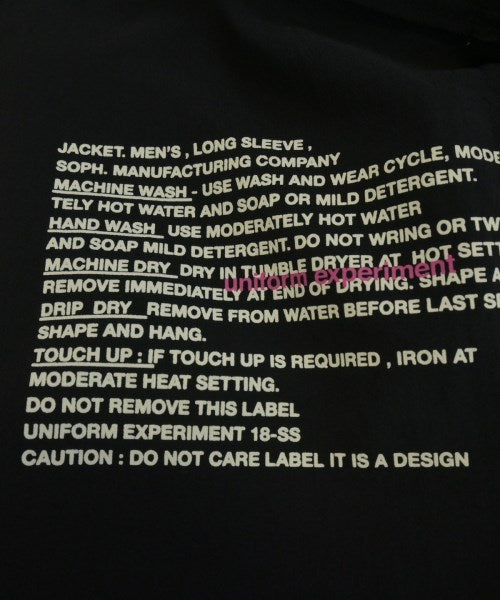 JACKET. MEN'S , LONG SLEEVE ,
SOPH. MANUFACTURING COMPANY
MACHINE WASH - USE WASH AND WEAR CYCLE, MODE
TELY HOT WATER AND SOAP OR MILD DETERGENT.
HAND WASH USE MODERATELY HOT WATER
AND SOAP MILD DETERGENT. DO NOT WRING OR TW
MACHINE DRY DRY IN TUMBLE DRYER AT HOT SETT
uniform experiment
REMOVE IMMEDIATELY AT END OF DRYING. SHAPE A
DRIP DRY REMOVE FROM WATER BEFORE LAST S
SHAPE AND HANG.
TOUCH UP : IF TOUCH UP IS REQUIRED , IRON AT
MODERATE HEAT SETTING.
DO NOT REMOVE THIS LABEL
UNIFORM EXPERIMENT 18-SS
CAUTION : DO NOT CARE LABEL IT IS A DESIGN